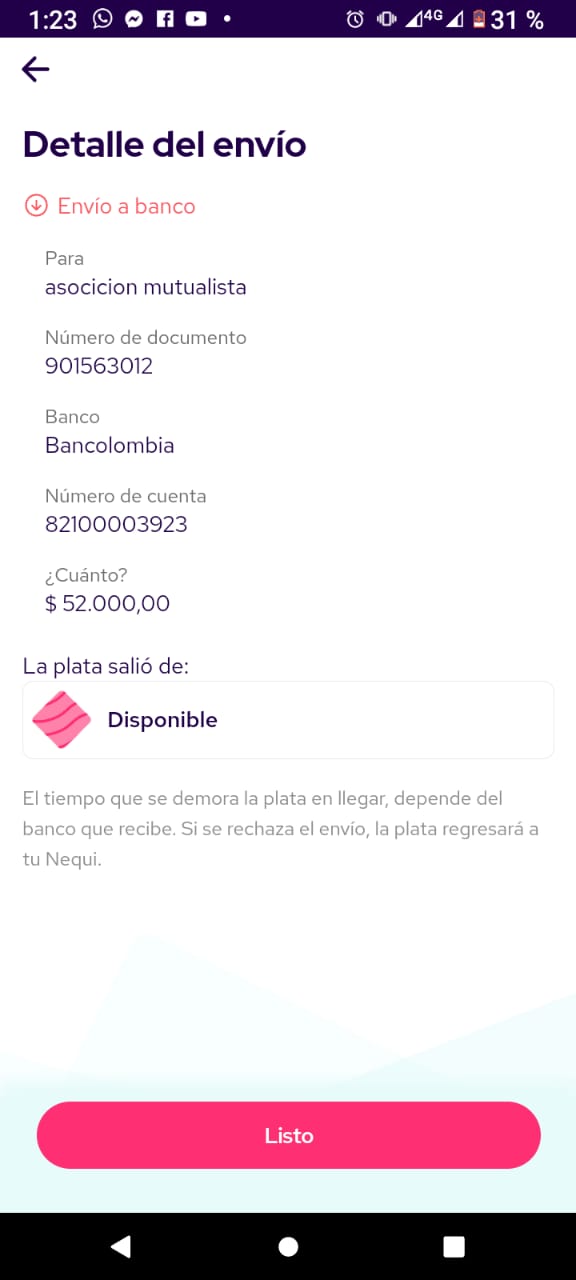 1:23
4G
31 %
Detalle del envío
Envío a banco
Para
asocicion mutualista
Número de documento
901563012
Banco
Bancolombia
Número de cuenta
82100003923
¿Cuánto?
$ 52.000,00
La plata salió de:
Disponible
El tiempo que se demora la plata en llegar, depende del
banco que recibe. Si se rechaza el envío, la plata regresará a
tu Nequi.
Listo